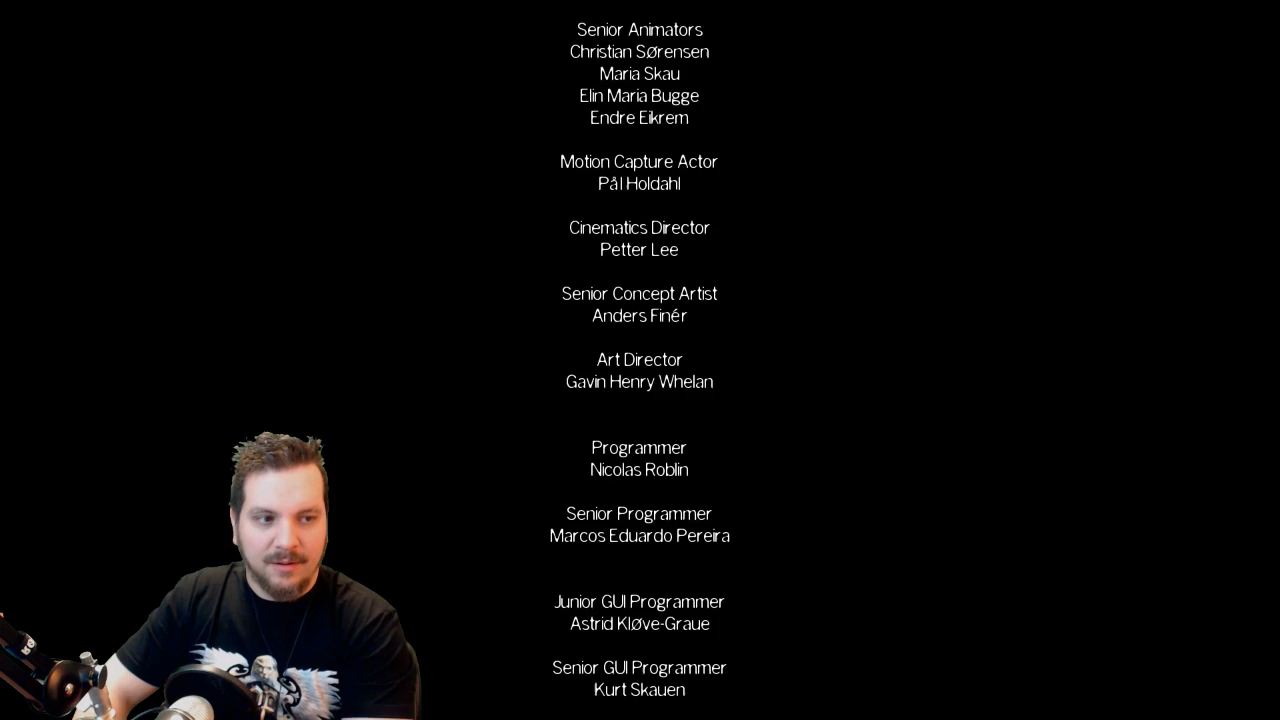 Senior Animators
Christian Sørensen
Maria Skau
Elin Maria Bugge
Endre Eikrem
Motion Capture Actor
Pål Holdahl
Cinematics Director
Petter Lee
Senior Concept Artist
Anders Finér
Art Director
Gavin Henry Whelan
Programmer
Nicolas Roblin
Senior Programmer
Marcos Eduardo Pereira
Junior GUI Programmer
Astrid Kløve-Graue
Senior GUI Programmer
Kurt Skauen